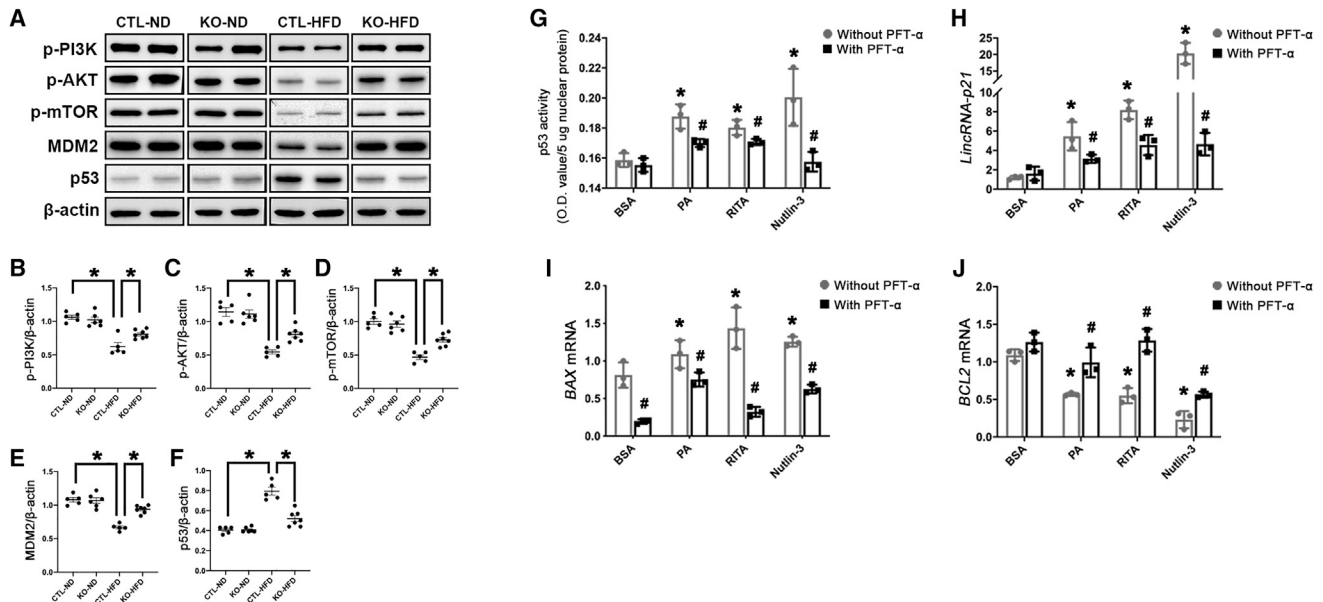 A
CTL-ND KO-ND CTL-HFD KO-HFD
p-PI3K
p-AKT
p-mTOR
MDM2
p53
β-actin
B
*
*
p-PI3K/β-actin
1.5
1.0
0.5
0.0
CTL-ND
KO-ND
CTL-HFD
KO-HFD
C
*
*
p-AKT/β-actin
1.5
1.0
0.5
0.0
CTL-ND
KO-ND
CTL-HFD
KO-HFD
D
*
*
p-mTOR/β-actin
1.5
1.0
0.5
0.0
CTL-ND
KO-ND
CTL-HFD
KO-HFD
E
*
*
MDM2/β-actin
1.5
1.0
0.5
0.0
CTL-ND
KO-ND
CTL-HFD
KO-HFD
F
*
*
p53/β-actin
1.0
0.8
0.6
0.4
0.2
0.0
CTL-ND
KO-ND
CTL-HFD
KO-HFD
G
Without PFT-α
With PFT-α
p53 activity
(O.D. value/5 ug nuclear protein)
0.24
0.22
0.20
0.18
0.16
0.14
*
#
*
#
*
#
BSA
PA
RITA
Nutlin-3
H
Without PFT-α
With PFT-α
LincRNA-p21
25
20
15
10
8
6
4
2
0
*
#
*
#
*
#
BSA
PA
RITA
Nutlin-3
I
Without PFT-α
With PFT-α
BAX mRNA
2.0
1.5
1.0
0.5
0.0
#
*
#
*
#
*
#
BSA
PA
RITA
Nutlin-3
J
Without PFT-α
With PFT-α
BCL2 mRNA
2.0
1.5
1.0
0.5
0.0
*
#
*
#
*
#
BSA
PA
RITA
Nutlin-3